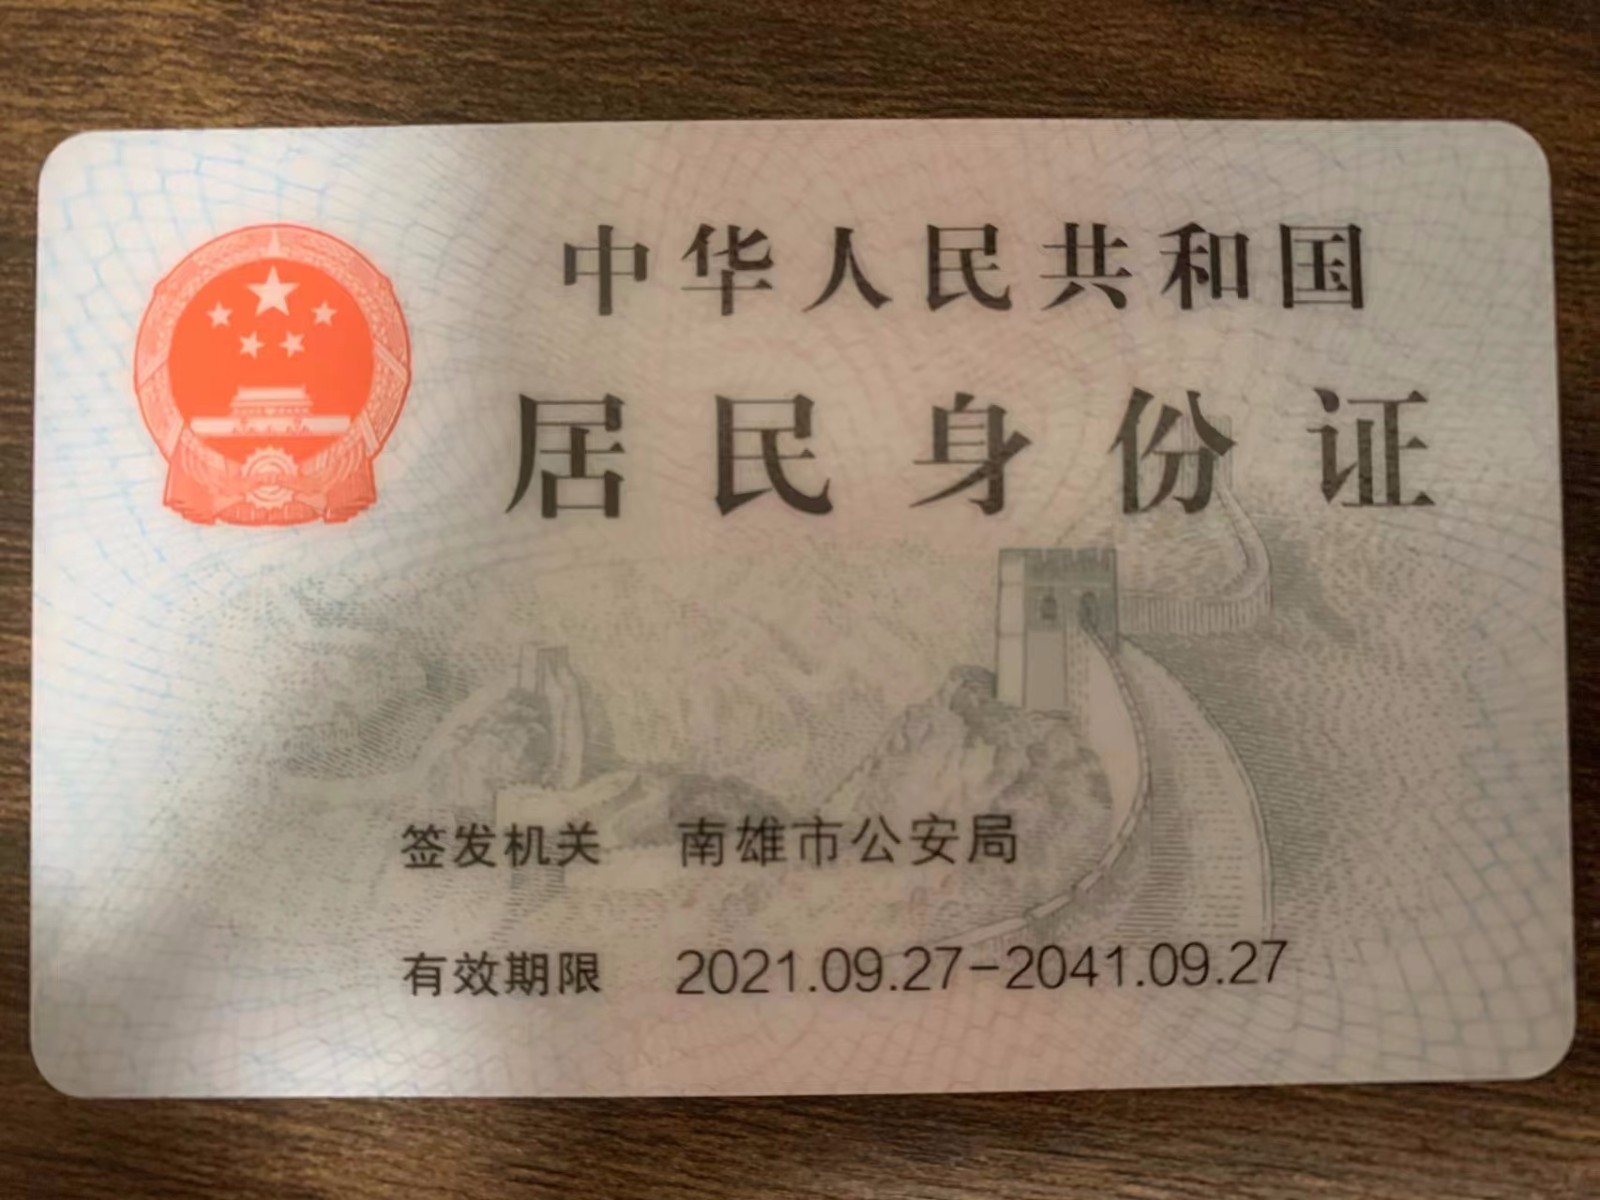 中华人民共和国
居民身份证
签发机关 南雄市公安局
有效期限 2021.09.27-2041.09.27